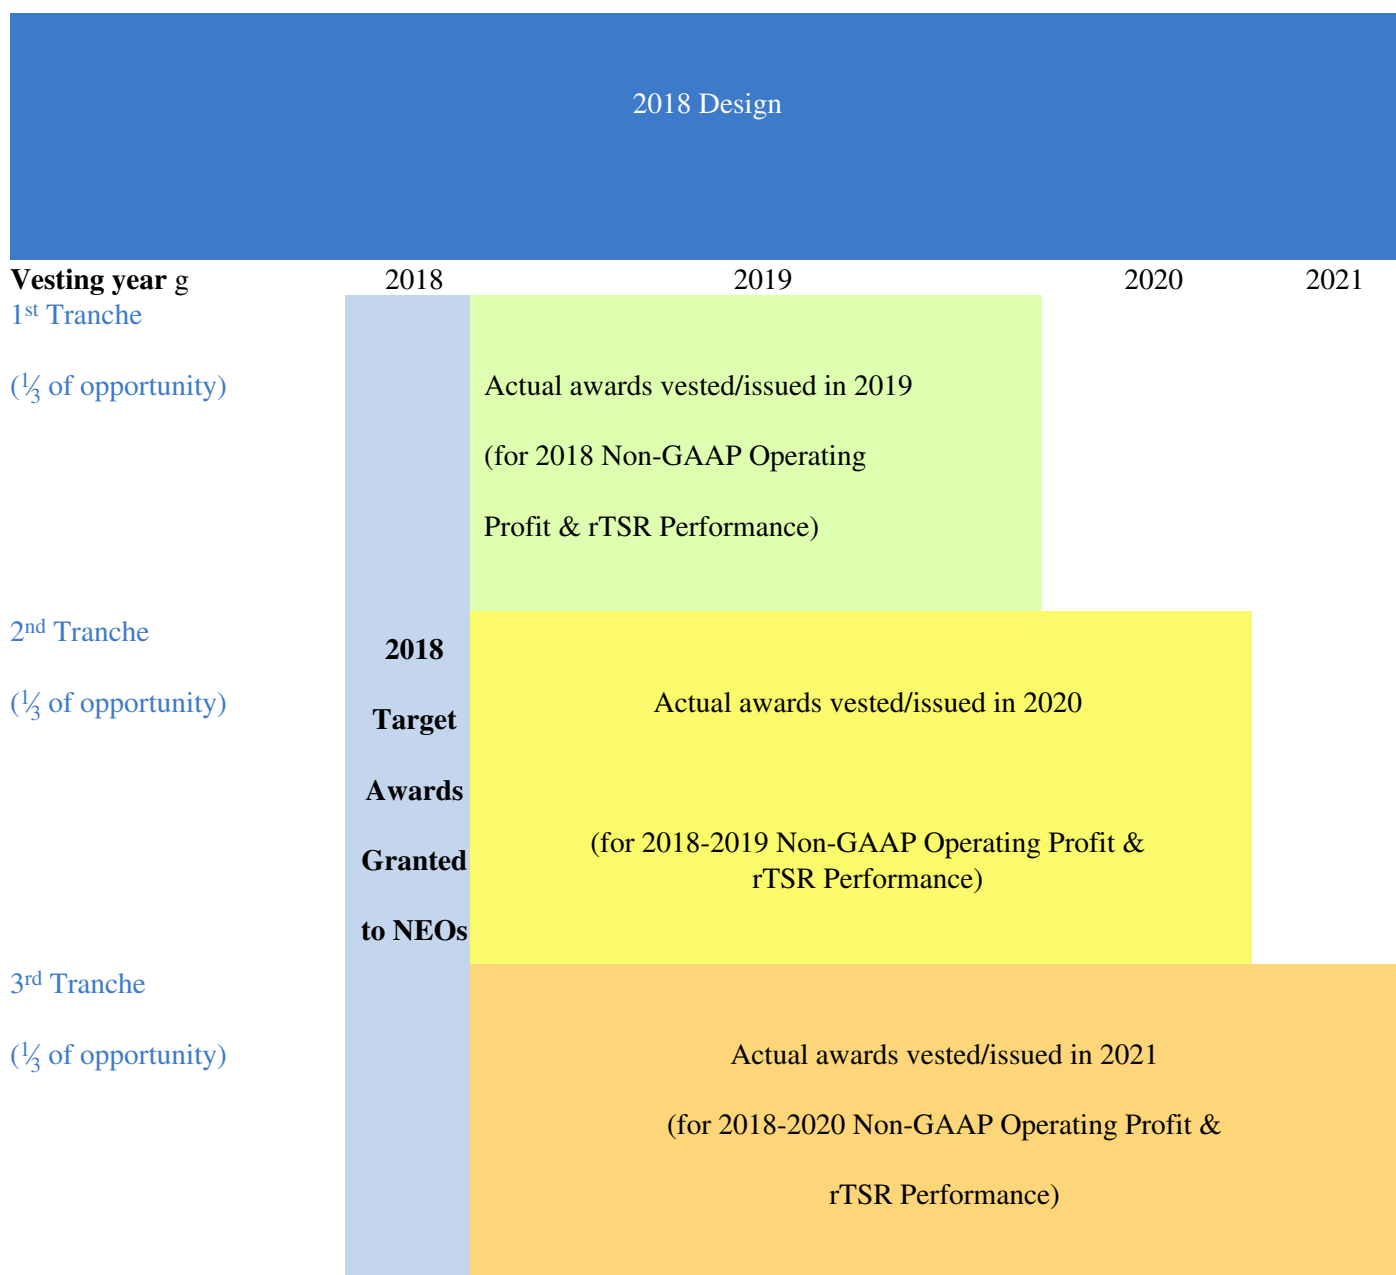 2018 Design
Vesting year g 2018 2019 2020 2021
1st Tranche
(⅓ of opportunity)
Actual awards vested/issued in 2019
(for 2018 Non-GAAP Operating
Profit & rTSR Performance)
2nd Tranche
(⅓ of opportunity)
2018
Target
Awards
Granted
to NEOs
Actual awards vested/issued in 2020
(for 2018-2019 Non-GAAP Operating Profit &
rTSR Performance)
3rd Tranche
(⅓ of opportunity)
Actual awards vested/issued in 2021
(for 2018-2020 Non-GAAP Operating Profit &
rTSR Performance)